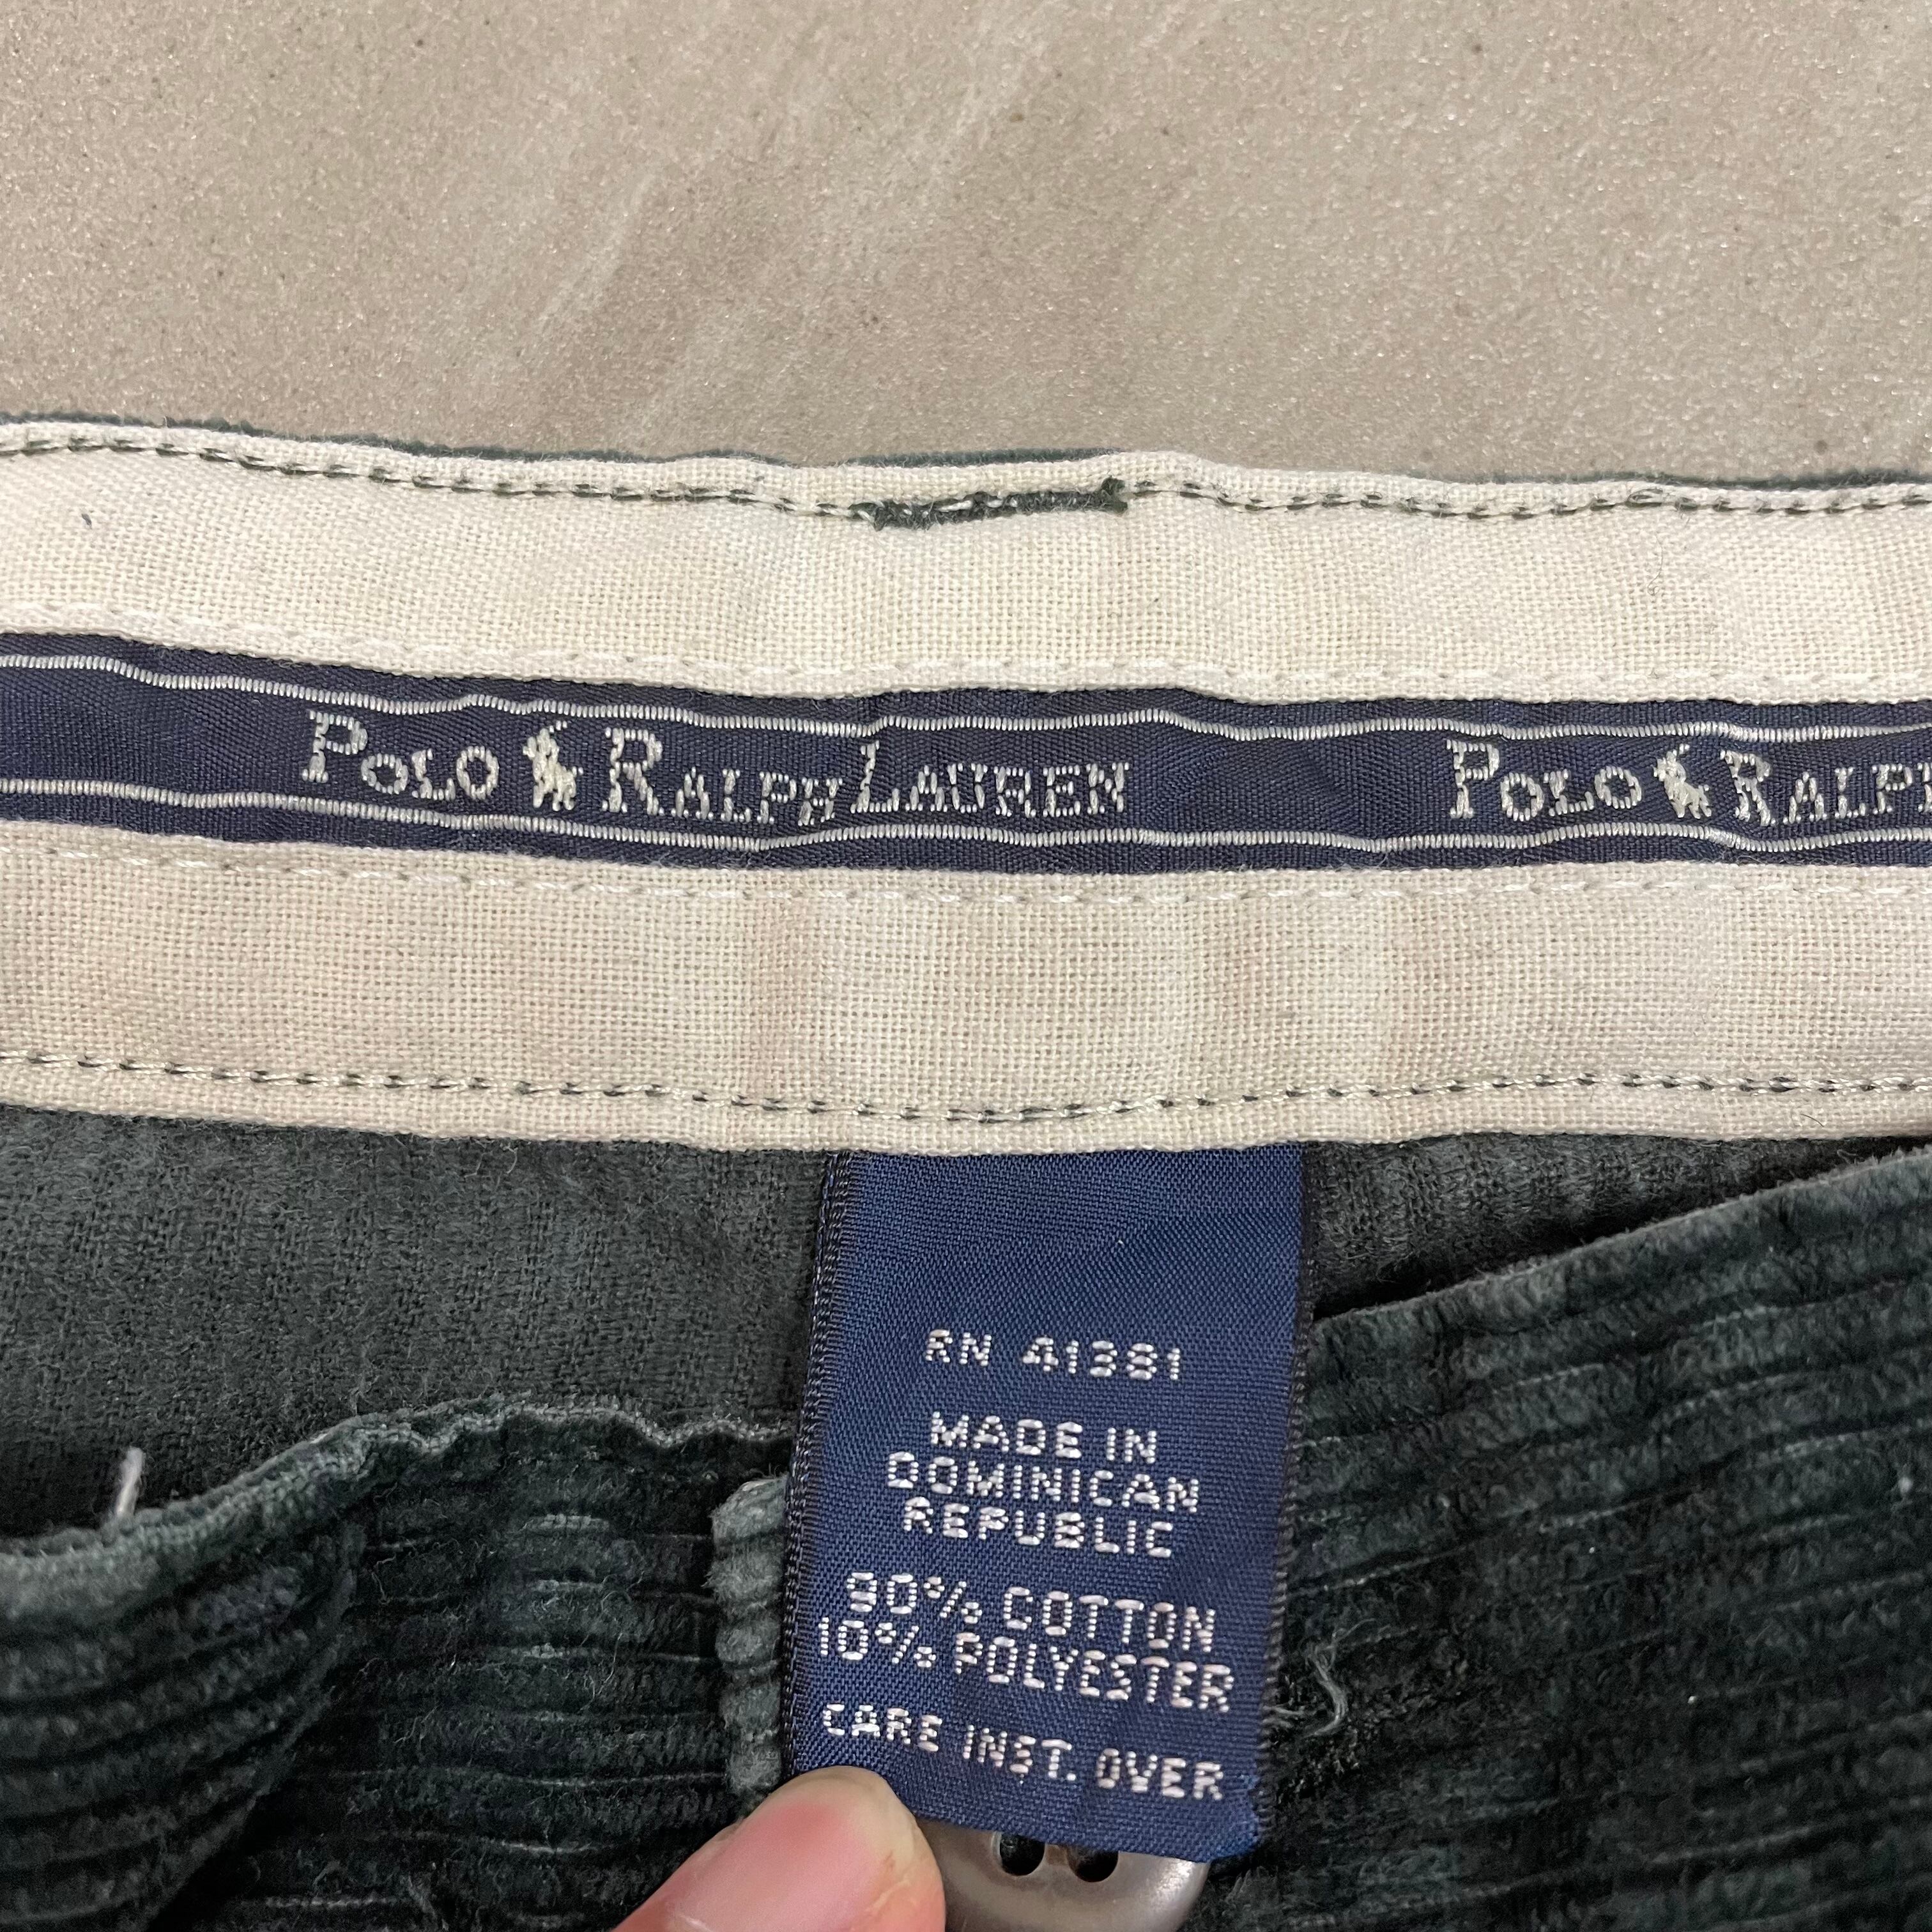 POLO RALPH LAUREN POLO RALPH
RN 41381
MADE IN
DOMINICAN
REPUBLIC
90% COTTON
10% POLYESTER
CARE INST. OVER